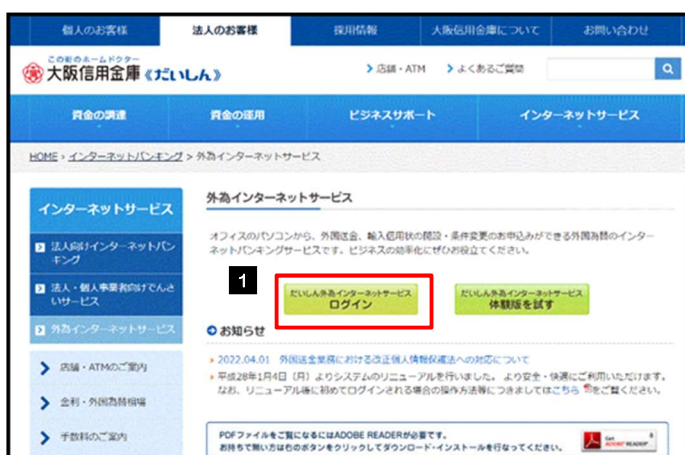 個人のお客様 法人のお客様 採用情報 大阪信用金庫について お問い合わせ
この街のホームドクター
大阪信用金庫《だいしん》
店舗・ATM よくあるご質問
資金の調達 資金の運用 ビジネスサポート インターネットサービス
HOME › インターネットバンキング > 外為インターネットサービス
インターネットサービス
法人向けインターネットバン
キング
法人・個人事業者向けでんさ
いサービス
外為インターネットサービス
店舗・ATMのご案内
金利・外国為替相場
手数料のご案内
外為インターネットサービス
オフィスのパソコンから、外国送金、輸入信用状の開設・条件変更のお申込みができる外国為替のインター
ネットバンキングサービスです。ビジネスの効率化にぜひお役立てください。
1
だいしん外為インターネットサービス
ログイン
だいしん外為インターネットサービス
体験版を試す
お知らせ
2022.04.01 外国送金業務における改正個人情報保護法への対応について
平成28年1月4日（月）よりシステムのリニューアルを行いました。より安全・快適にご利用いただけます。
なお、リニューアル後に初めてログインされる場合の操作方法等につきましてはこちら をご覧ください。
PDFファイルをご覧になるにはADOBE READERが必要です。
お持ちで無い方は右のボタンをクリックしてダウンロード・インストールを行なってください。
Get
ADOBE® READER®